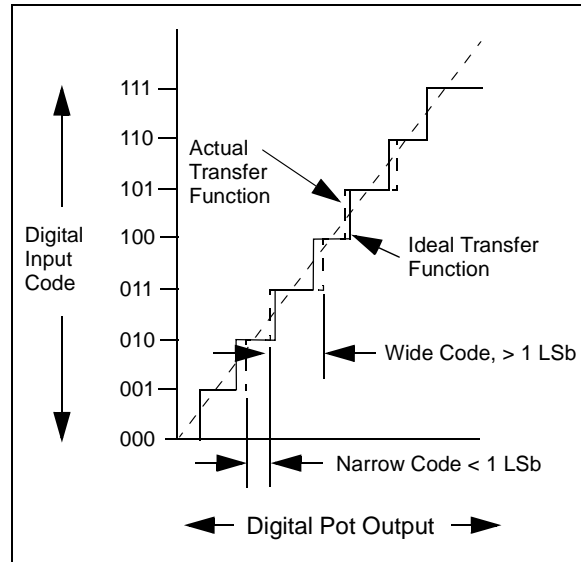 111
110
Actual
Transfer
Function
101
Digital
Input
Code
100
Ideal Transfer
Function
011
010
Wide Code, > 1 LSb
001
000
Narrow Code < 1 LSb
Digital Pot Output